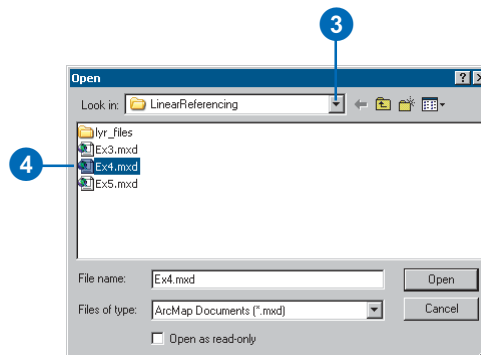 3
Open
Look in: LinearReferencing
lyr_files
Ex3.mxd
4
Ex4.mxd
Ex5.mxd
File name: Ex4.mxd Open
Files of type: ArcMap Documents (*.mxd) Cancel
Open as read-only